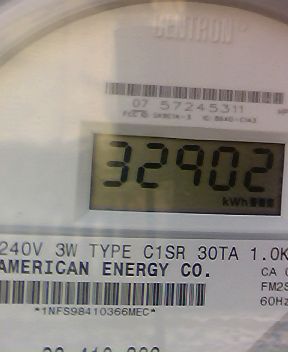 CENTRON
07 57245311
32902
kWh
240V 3W TYPE C1SR 30TA 1.0K
AMERICAN ENERGY CO.
CA
FM2S
60Hz
*1NFS98410366MEC*